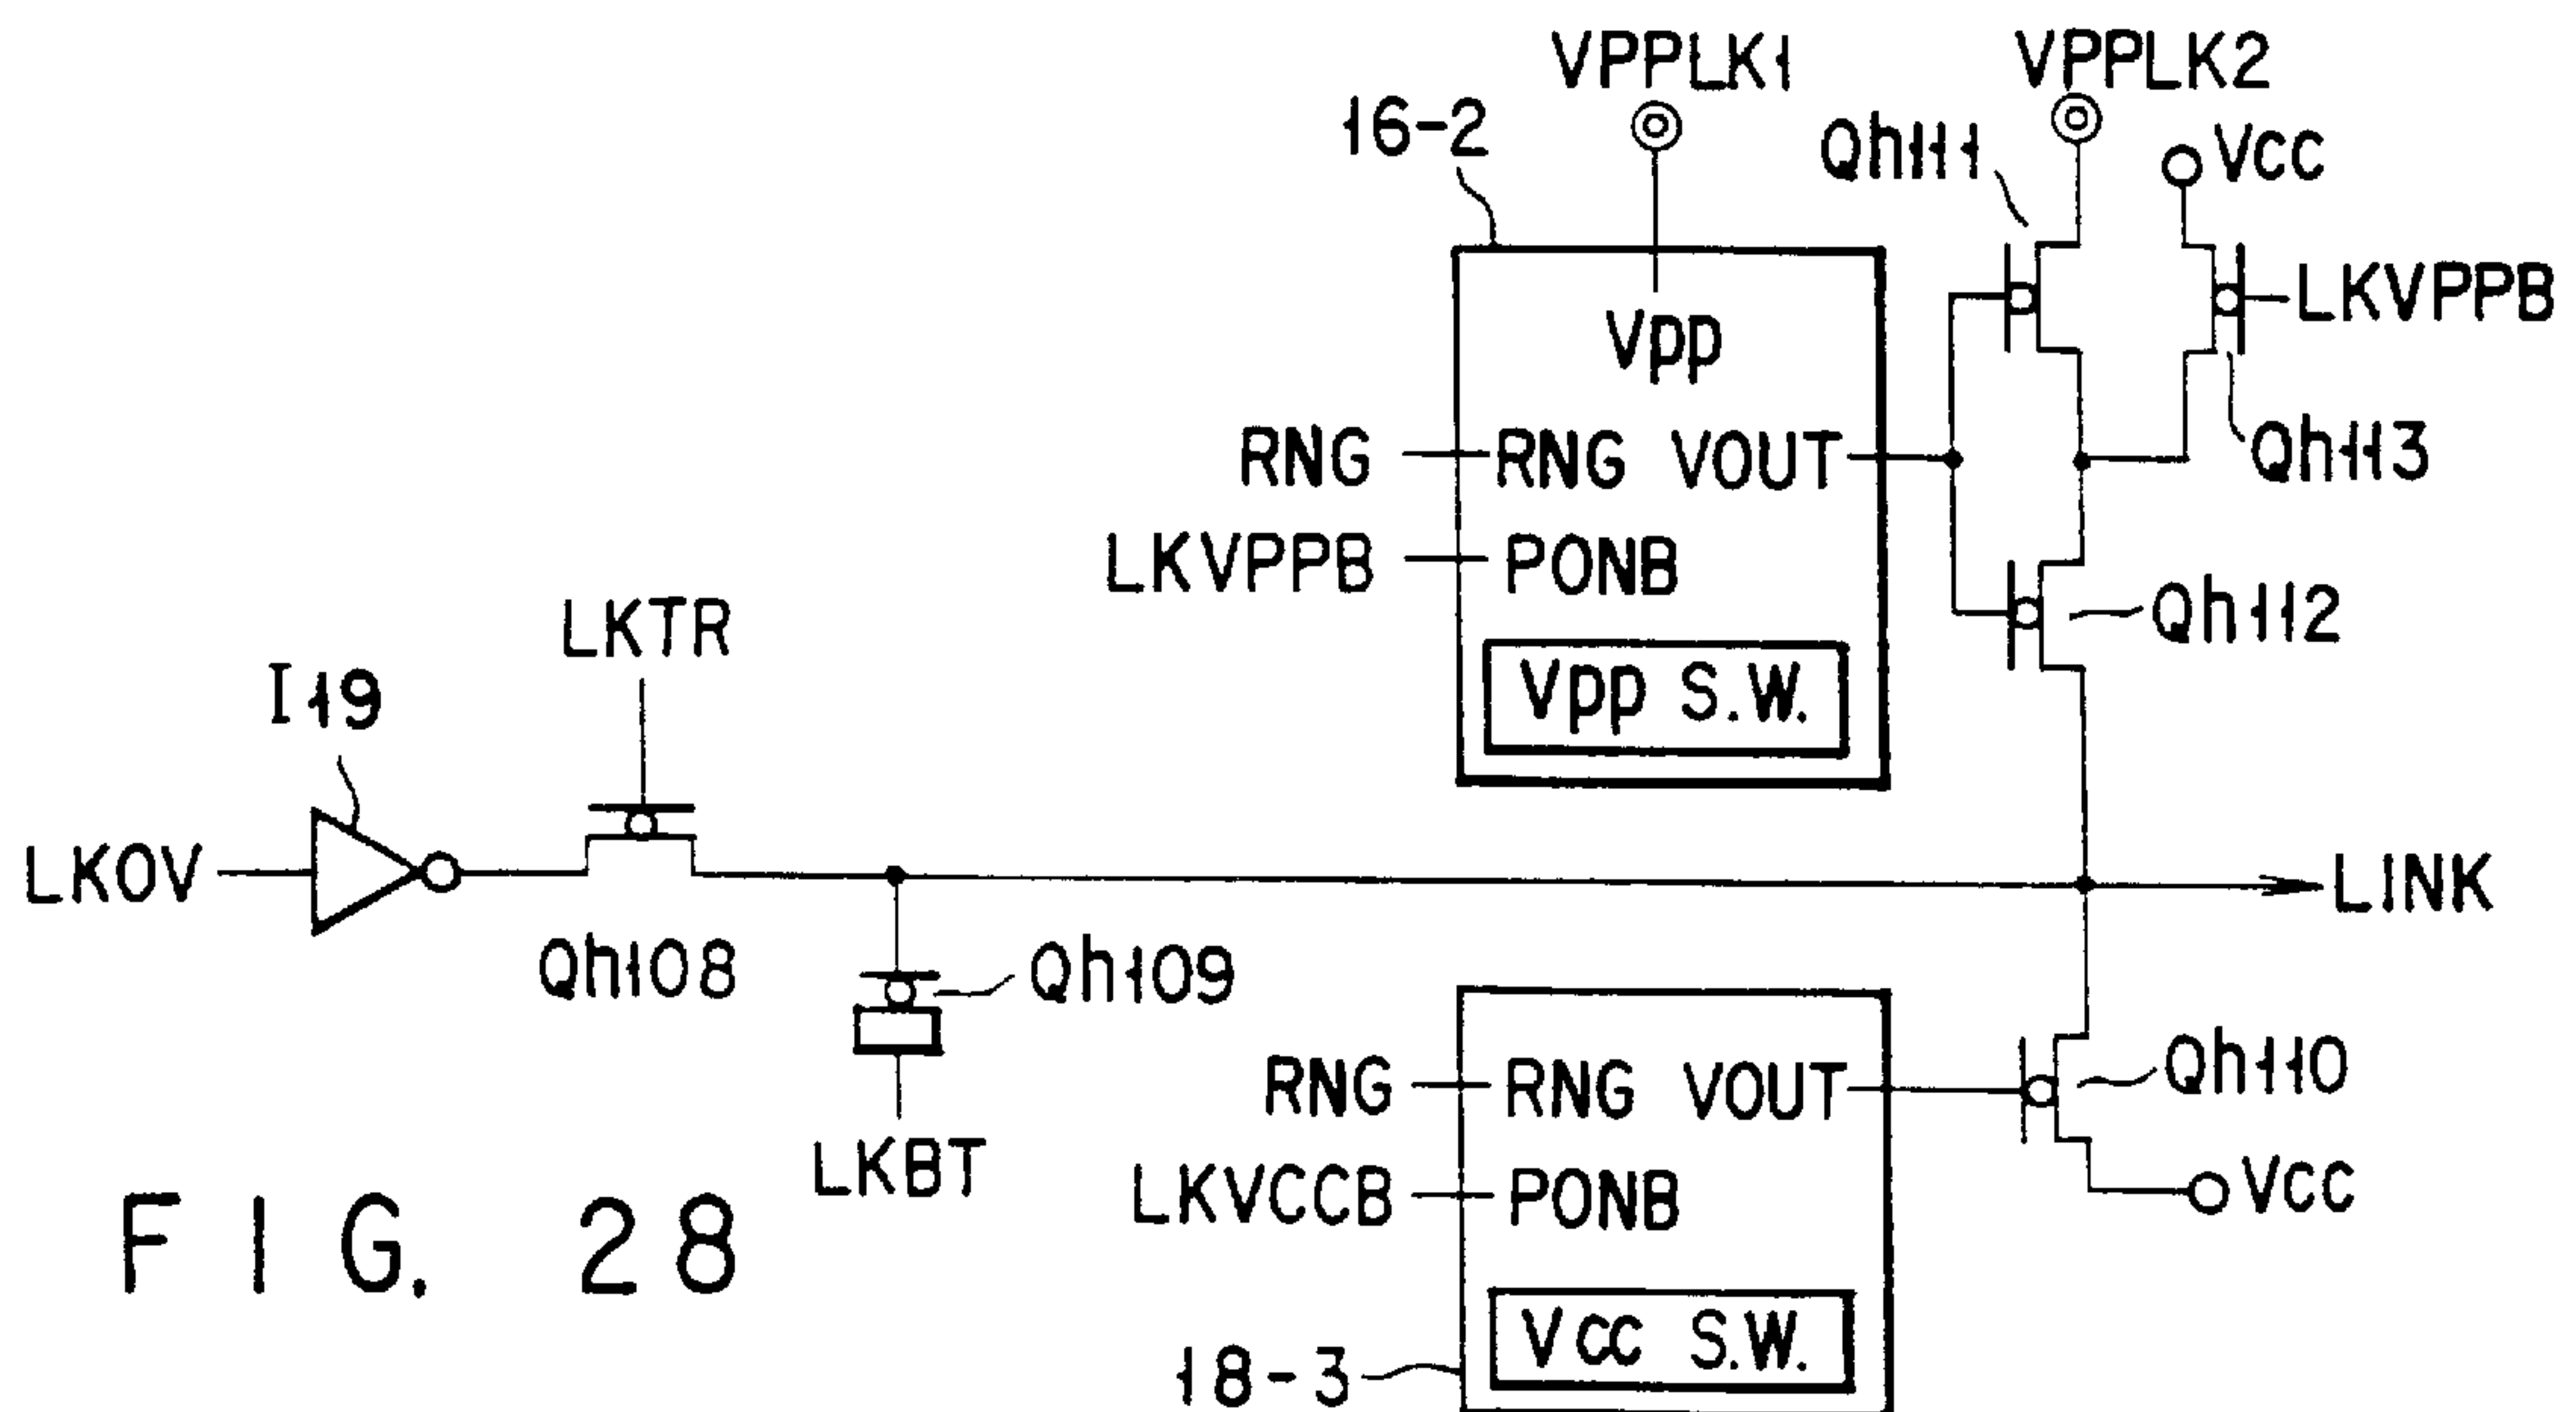 VPPLK1
VPPLK2
16-2
Qh111
Vcc
LKVPPB
Vpp
RNG
RNG
VOUT
Qh113
LKVPPB
PONB
Qh112
LKTR
Vpp S.W.
I19
LKOV
LINK
Qh108
Qh109
RNG
RNG
VOUT
Qh110
LKBT
LKVCCB
PONB
Vcc
FIG. 28
Vcc S.W.
18-3